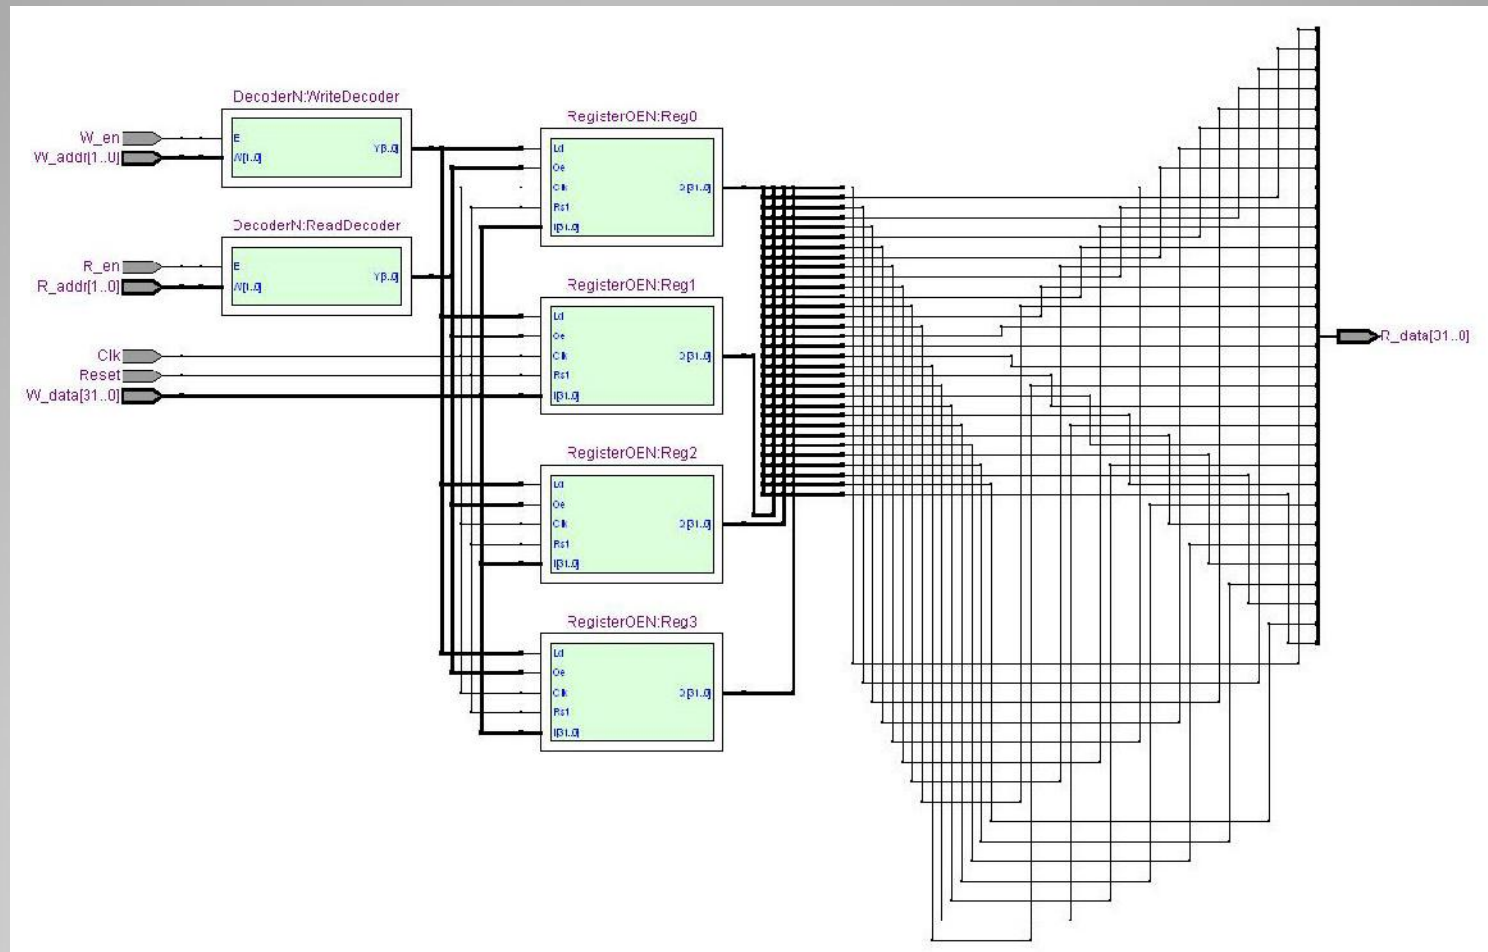 DecoderN:WriteDecoder
W_en
W_addr[1..0]
E
W[1..0]
Y[3..0]
DecoderN:ReadDecoder
R_en
R_addr[1..0]
E
W[1..0]
Y[3..0]
Clk
Reset
W_data[31..0]
RegisterOEN:Reg0
Ld
Oe
Clk
Rst
I[31..0]
Q[31..0]
RegisterOEN:Reg1
Ld
Oe
Clk
Rst
I[31..0]
Q[31..0]
RegisterOEN:Reg2
Ld
Oe
Clk
Rst
I[31..0]
Q[31..0]
RegisterOEN:Reg3
Ld
Oe
Clk
Rst
I[31..0]
Q[31..0]
R_data[31..0]